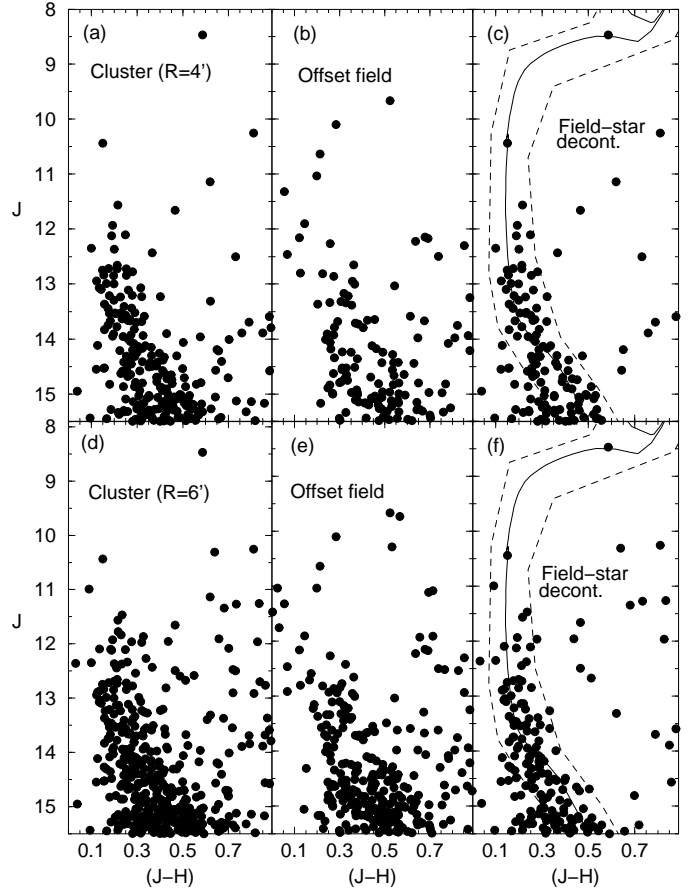 8
9
10
11
12
13
14
15
J
(a)
Cluster (R=4')
(b)
Offset field
(c)
Field−star
decont.
8
9
10
11
12
13
14
15
J
(d)
Cluster (R=6')
(e)
Offset field
(f)
Field−star
decont.
0.1 0.3 0.5 0.7
0.1 0.3 0.5 0.7
0.1 0.3 0.5 0.7
(J−H)
(J−H)
(J−H)